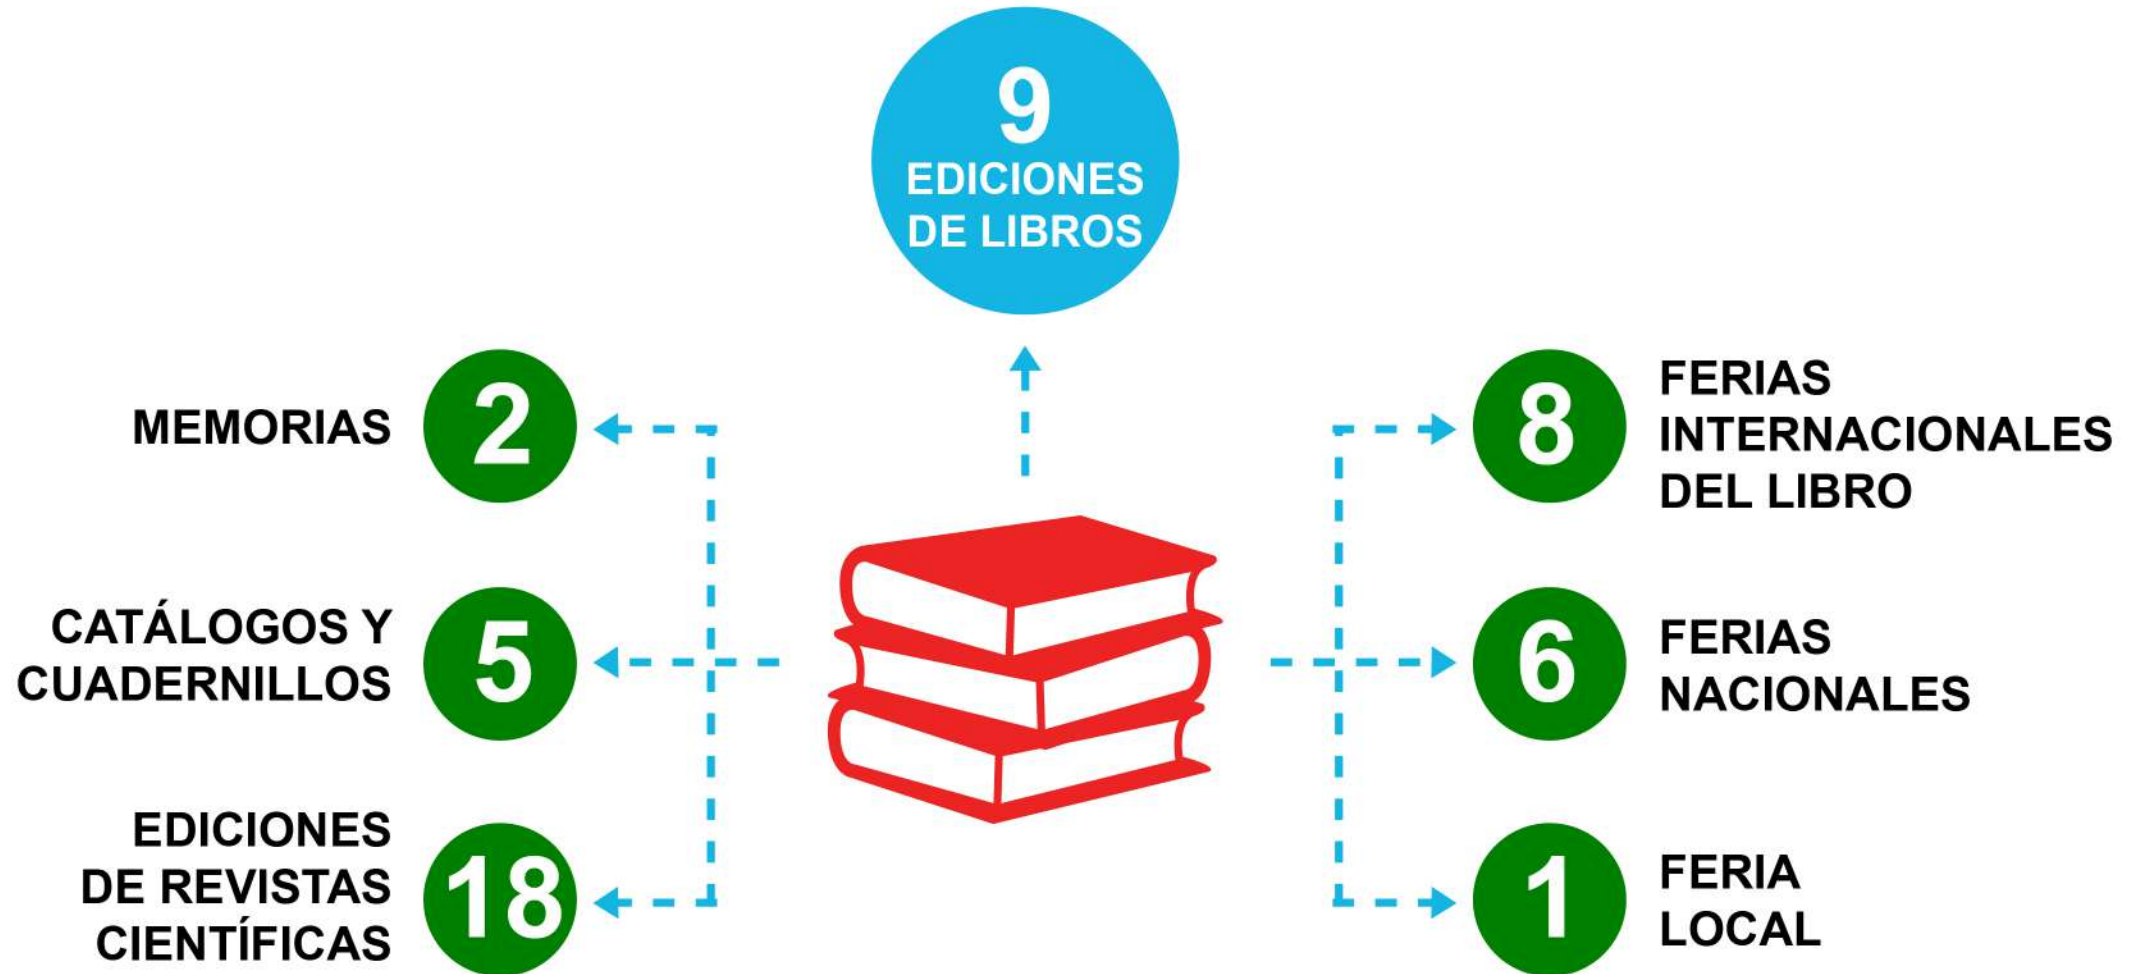 9
EDICIONES
DE LIBROS
MEMORIAS
2
CATÁLOGOS Y
CUADERNILLOS
5
EDICIONES
DE REVISTAS
CIENTÍFICAS
18
8
FERIAS
INTERNACIONALES
DEL LIBRO
6
FERIAS
NACIONALES
1
FERIA
LOCAL